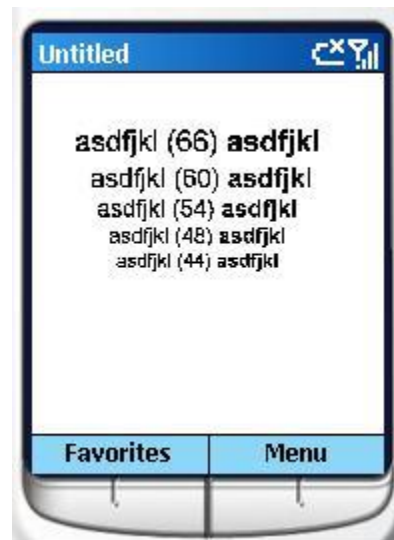 Untitled
asdfjkl (66) asdfjkl
asdfjkl (60) asdfjkl
asdfjkl (54) asdfjkl
asdfjkl (48) asdfjkl
asdfjkl (44) asdfjkl
Favorites Menu